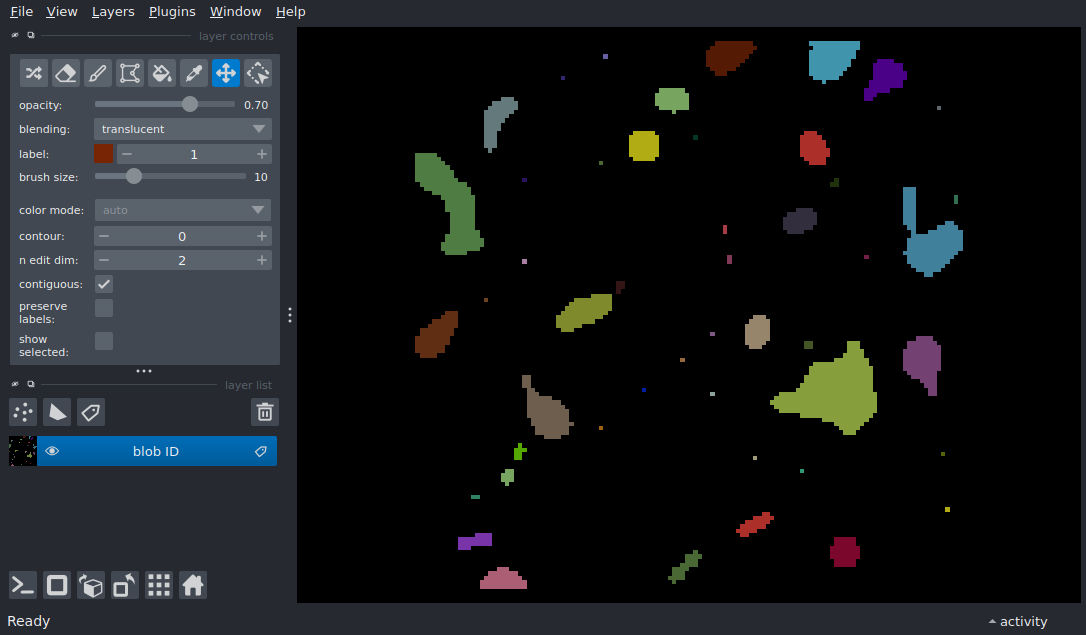 File View Layers Plugins Window Help
layer controls
opacity: 0.70
blending: translucent
label: 1
brush size: 10
color mode: auto
contour: 0
n edit dim: 2
contiguous:
preserve
labels:
show
selected:
layer list
blob ID
Ready
activity